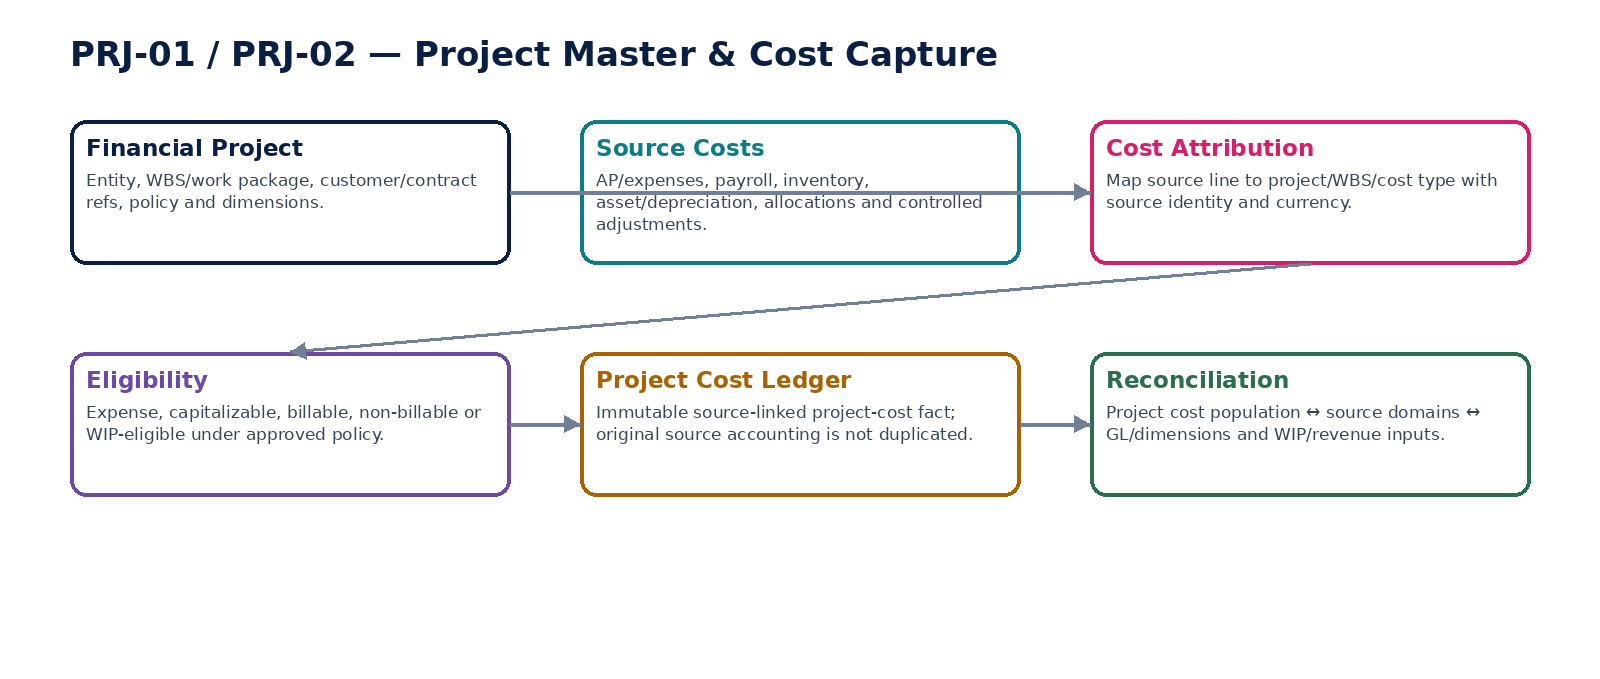 PRJ-01 / PRJ-02 — Project Master & Cost Capture
Financial Project
Entity, WBS/work package, customer/contract
refs, policy and dimensions.
Source Costs
AP/expenses, payroll, inventory,
asset/depreciation, allocations and controlled
adjustments.
Cost Attribution
Map source line to project/WBS/cost type with
source identity and currency.
Eligibility
Expense, capitalizable, billable, non-billable or
WIP-eligible under approved policy.
Project Cost Ledger
Immutable source-linked project-cost fact;
original source accounting is not duplicated.
Reconciliation
Project cost population ↔ source domains ↔
GL/dimensions and WIP/revenue inputs.